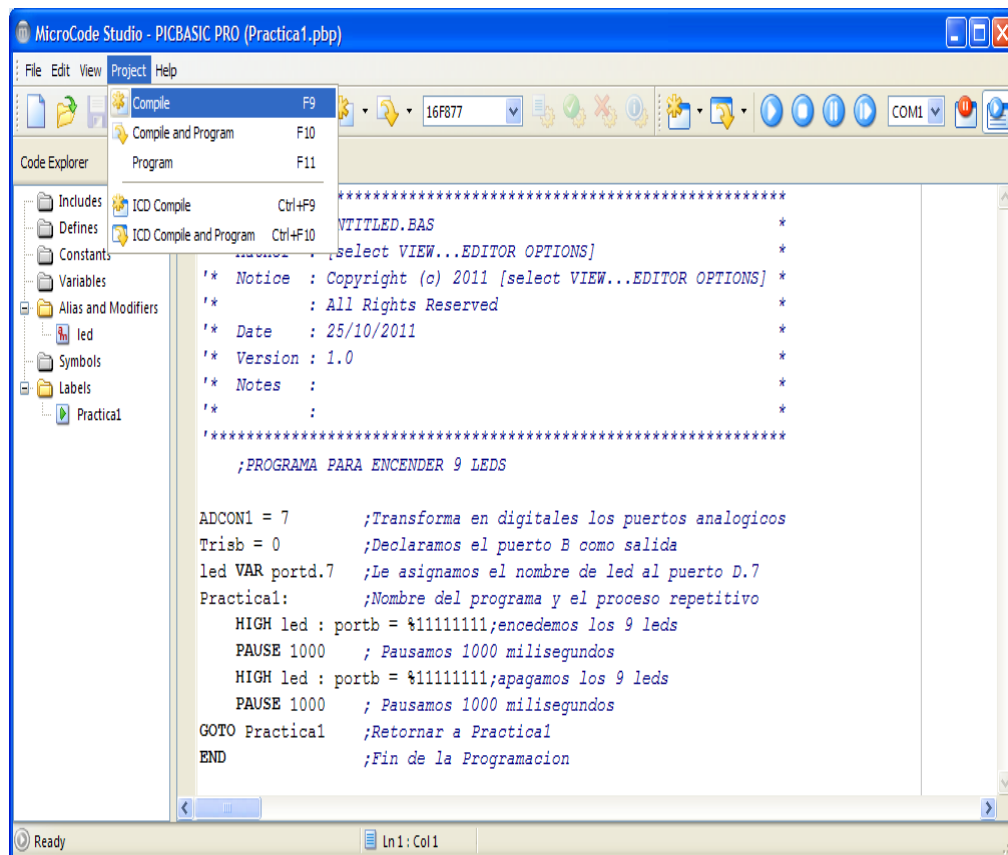 MicroCode Studio - PICBASIC PRO (Practica1.pbp)
File Edit View Project Help
Compile F9
Compile and Program F10
Program F11
ICD Compile Ctrl+F9
ICD Compile and Program Ctrl+F10
16F877
COM1
Code Explorer
Includes
Defines
Constants
Variables
Alias and Modifiers
led
Symbols
Labels
Practica1
**************************************************
NTITLED.BAS *
[select VIEW...EDITOR OPTIONS] *
'* Notice : Copyright (c) 2011 [select VIEW...EDITOR OPTIONS] *
'* : All Rights Reserved *
'* Date : 25/10/2011 *
'* Version : 1.0 *
'* Notes : *
'* : *
'****************************************************************
;PROGRAMA PARA ENCENDER 9 LEDS
ADCON1 = 7 ;Transforma en digitales los puertos analogicos
Trisb = 0 ;Declaramos el puerto B como salida
led VAR portd.7 ;Le asignamos el nombre de led al puerto D.7
Practica1: ;Nombre del programa y el proceso repetitivo
HIGH led : portb = %11111111;encedemos los 9 leds
PAUSE 1000 ; Pausamos 1000 milisegundos
HIGH led : portb = %11111111;apagamos los 9 leds
PAUSE 1000 ; Pausamos 1000 milisegundos
GOTO Practica1 ;Retornar a Practica1
END ;Fin de la Programacion
Ready
Ln 1 : Col 1